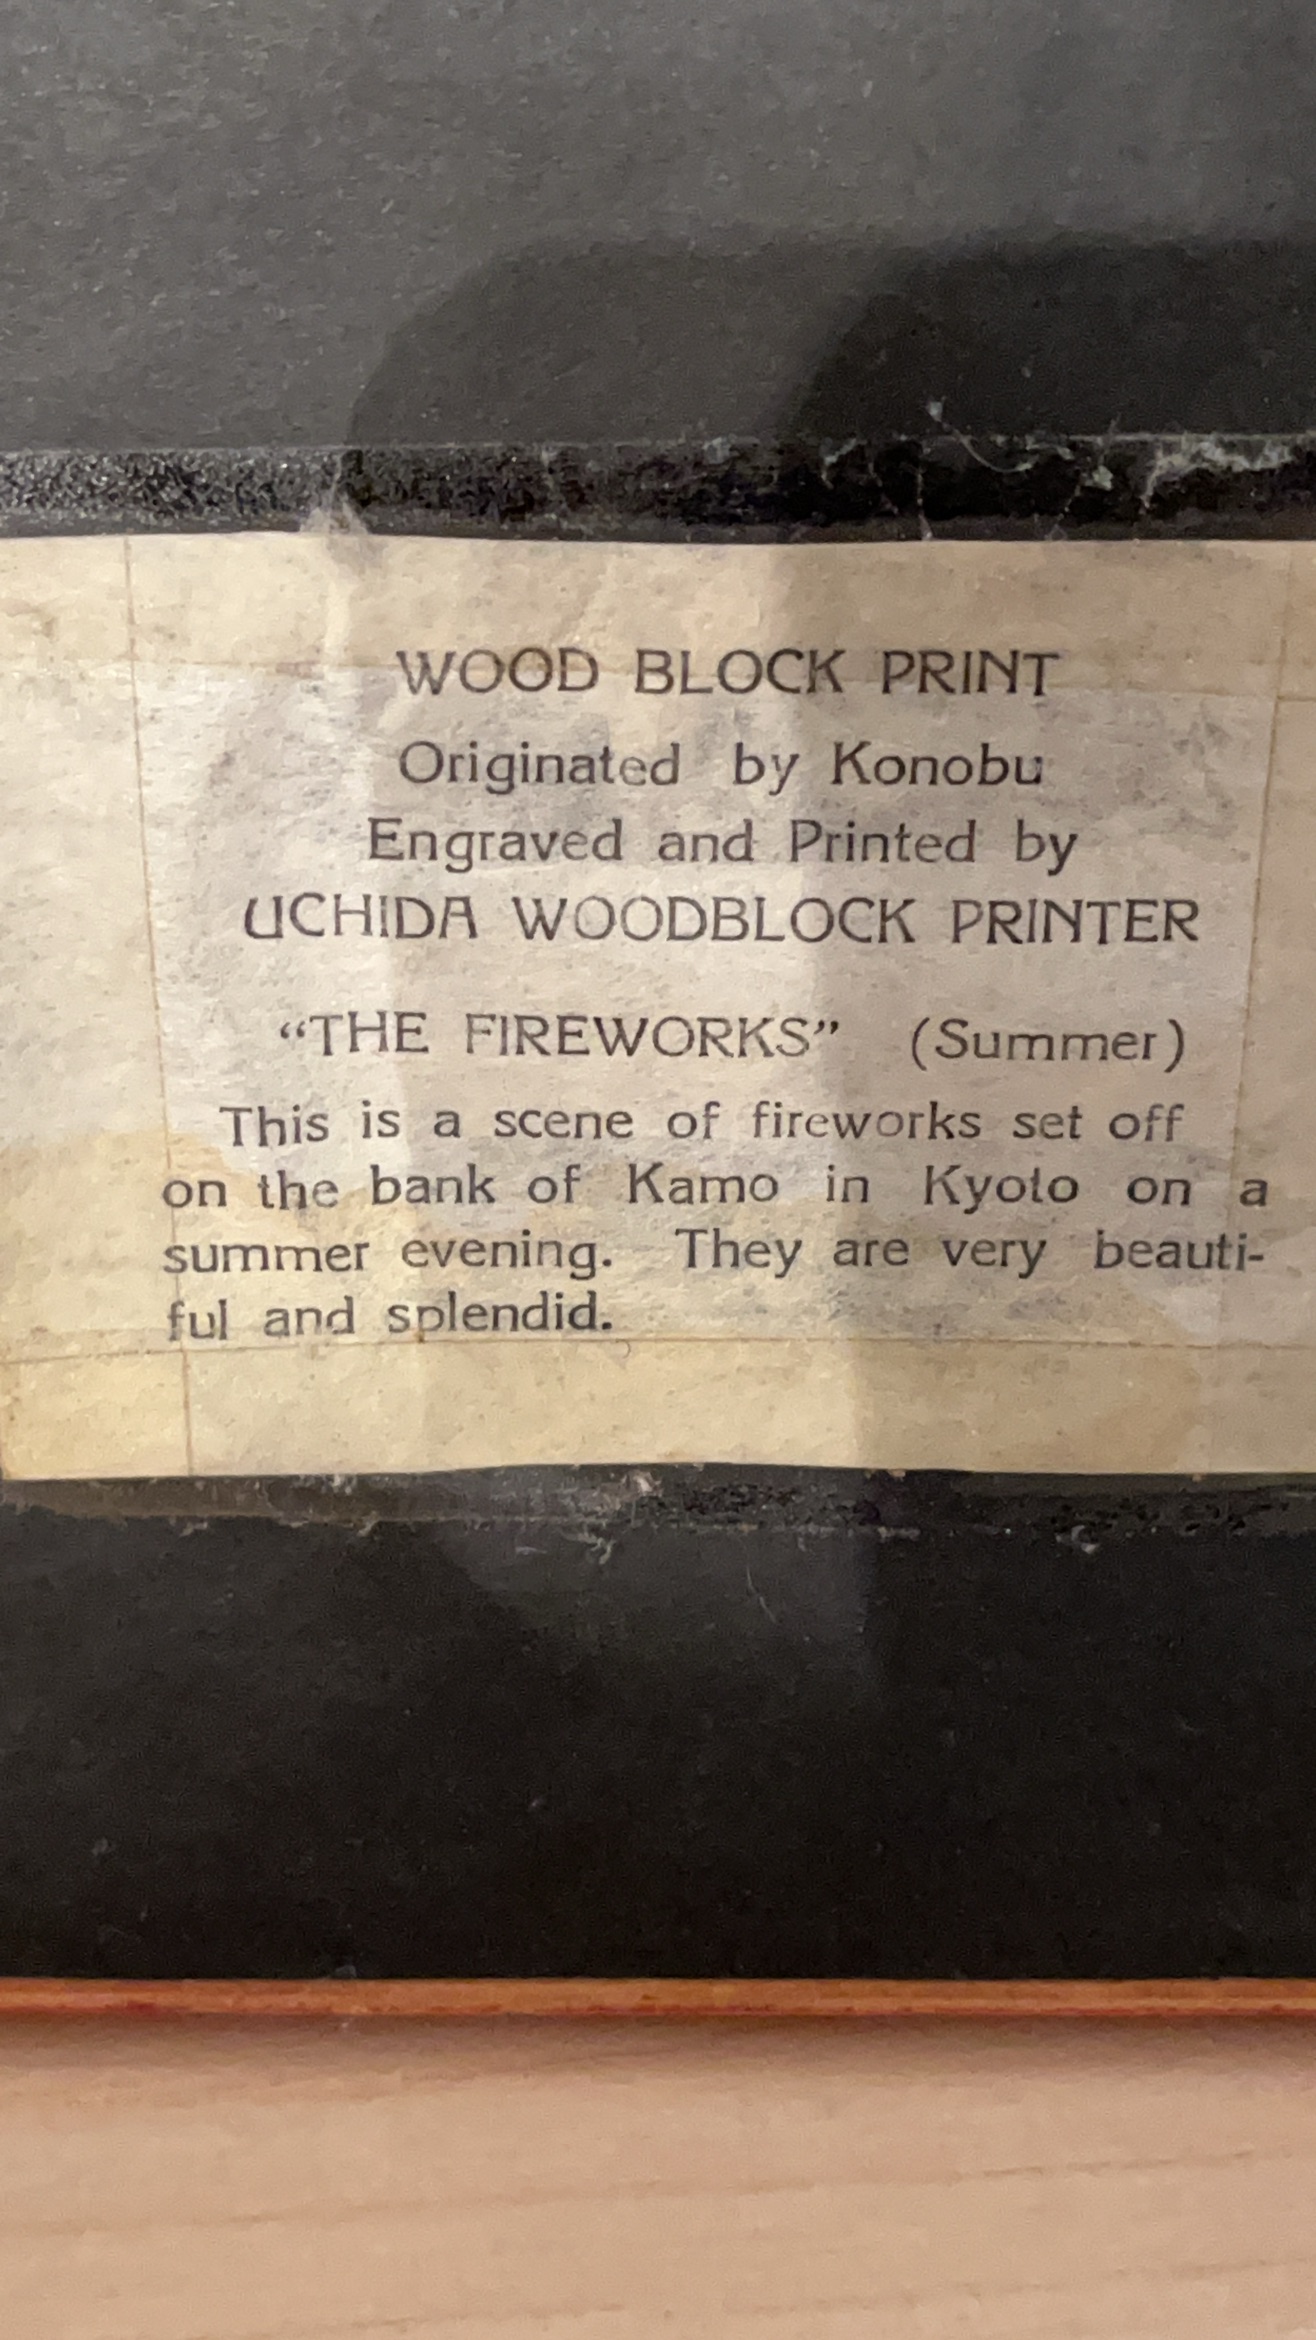 WOOD BLOCK PRINT
Originated by Konobu
Engraved and Printed by
UCHIDA WOODBLOCK PRINTER
“THE FIREWORKS” (Summer)
This is a scene of fireworks set off
on the bank of Kamo in Kyoto on a
summer evening. They are very beauti-
ful and splendid.